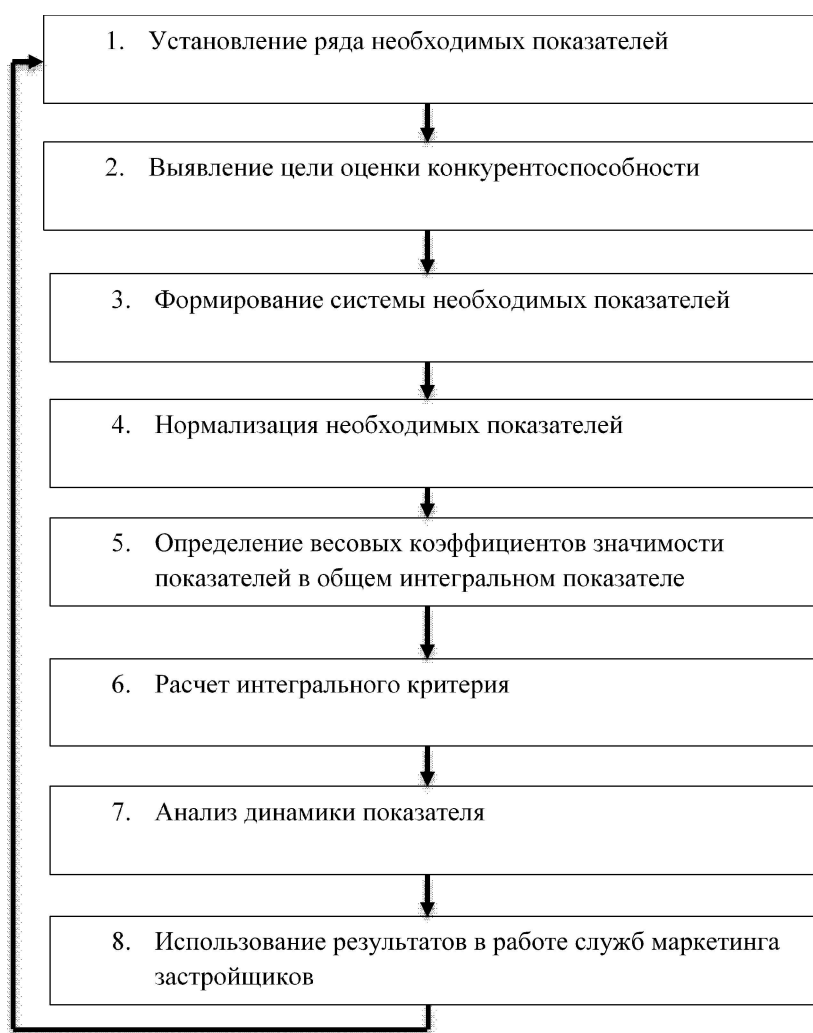 1. Установление ряда необходимых показателей
2. Выявление цели оценки конкурентоспособности
3. Формирование системы необходимых показателей
4. Нормализация необходимых показателей
5. Определение весовых коэффициентов значимости
показателей в общем интегральном показателе
6. Расчет интегрального критерия
7. Анализ динамики показателя
8. Использование результатов в работе служб маркетинга
застройщиков